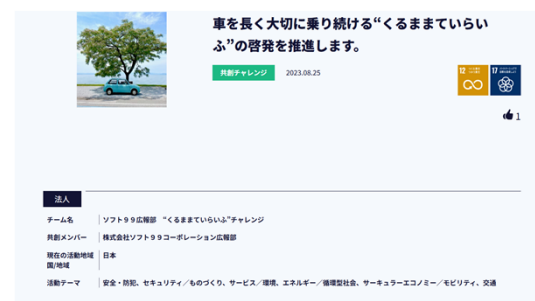 車を長く大切に乗り続ける“くるままていらい
ふ”の啓発を推進します。
共創チャレンジ 2023.08.25
12 17
1
法人
チーム名 ソフト９９広報部 “くるままていらいふ”チャレンジ
共創メンバー 株式会社ソフト９９コーポレーション広報部
現在の活動地域 日本
国/地域
活動テーマ 安全・防犯、セキュリティ／ものづくり、サービス／環境、エネルギー／循環型社会、サーキュラーエコノミー／モビリティ、交通